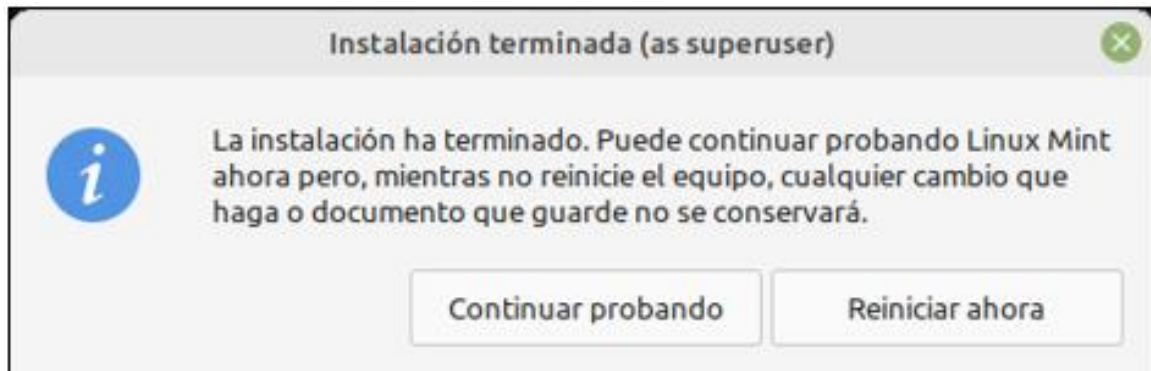 Instalación terminada (as superuser)
La instalación ha terminado. Puede continuar probando Linux Mint
ahora pero, mientras no reinicie el equipo, cualquier cambio que
haga o documento que guarde no se conservará.
Continuar probando
Reiniciar ahora